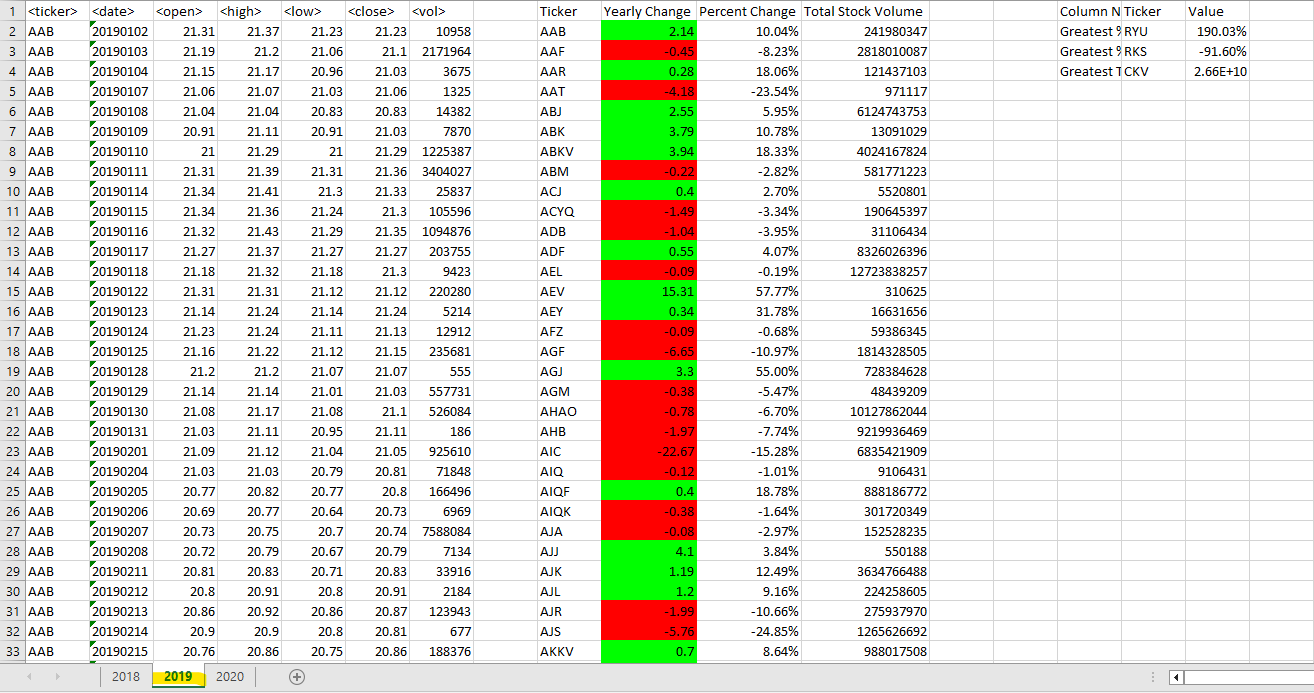 1 <ticker> <date> <open> <high> <low> <close> <vol> Ticker Yearly Change Percent Change Total Stock Volume Column N Ticker Value
2 AAB 20190102 21.31 21.37 21.23 21.23 10958 AAB 2.14 10.04% 241980347 Greatest % RYU 190.03%
3 AAB 20190103 21.19 21.2 21.06 21.1 2171964 AAF -0.45 -8.23% 2818010087 Greatest % RKS -91.60%
4 AAB 20190104 21.15 21.17 20.96 21.03 3675 AAR 0.28 18.06% 121437103 Greatest T CKV 2.66E+10
5 AAB 20190107 21.06 21.07 21.03 21.06 1325 AAT -4.18 -23.54% 971117
6 AAB 20190108 21.04 21.04 20.83 20.83 14382 ABJ 2.55 5.95% 6124743753
7 AAB 20190109 20.91 21.11 20.91 21.03 7870 ABK 3.79 10.78% 13091029
8 AAB 20190110 21 21.29 21 21.29 1225387 ABKV 3.94 18.33% 4024167824
9 AAB 20190111 21.31 21.39 21.31 21.36 3404027 ABM -0.22 -2.82% 581771223
10 AAB 20190114 21.34 21.41 21.3 21.33 25837 ACJ 0.4 2.70% 5520801
11 AAB 20190115 21.34 21.36 21.24 21.3 105596 ACYQ -1.49 -3.34% 190645397
12 AAB 20190116 21.32 21.43 21.29 21.35 1094876 ADB -1.04 -3.95% 31106434
13 AAB 20190117 21.27 21.37 21.27 21.27 203755 ADF 0.55 4.07% 8326026396
14 AAB 20190118 21.18 21.32 21.18 21.3 9423 AEL -0.09 -0.19% 12723838257
15 AAB 20190122 21.31 21.31 21.12 21.12 220280 AEV 15.31 57.77% 310625
16 AAB 20190123 21.14 21.24 21.14 21.24 5214 AEY 0.34 31.78% 16631656
17 AAB 20190124 21.23 21.24 21.11 21.13 12912 AFZ -0.09 -0.68% 59386345
18 AAB 20190125 21.16 21.22 21.12 21.15 235681 AGF -6.65 -10.97% 1814328505
19 AAB 20190128 21.2 21.2 21.07 21.07 555 AGJ 3.3 55.00% 728384628
20 AAB 20190129 21.14 21.14 21.01 21.03 557731 AGM -0.38 -5.47% 48439209
21 AAB 20190130 21.08 21.17 21.08 21.1 526084 AHAO -0.78 -6.70% 10127862044
22 AAB 20190131 21.03 21.11 20.95 21.11 186 AHB -1.97 -7.74% 9219936469
23 AAB 20190201 21.09 21.12 21.04 21.05 925610 AIC -22.67 -15.28% 6835421909
24 AAB 20190204 21.03 21.03 20.79 20.81 71848 AIQ -0.12 -1.01% 9106431
25 AAB 20190205 20.77 20.82 20.77 20.8 166496 AIQF 0.4 18.78% 888186772
26 AAB 20190206 20.69 20.77 20.64 20.73 6969 AIQK -0.38 -1.64% 301720349
27 AAB 20190207 20.73 20.75 20.7 20.74 7588084 AJA -0.08 -2.97% 152528235
28 AAB 20190208 20.72 20.79 20.67 20.79 7134 AJJ 4.1 3.84% 550188
29 AAB 20190211 20.81 20.83 20.71 20.83 33916 AJK 1.19 12.49% 3634766488
30 AAB 20190212 20.8 20.91 20.8 20.91 2184 AJL 1.2 9.16% 224258605
31 AAB 20190213 20.86 20.92 20.86 20.87 123943 AJR -1.99 -10.66% 275937970
32 AAB 20190214 20.9 20.9 20.8 20.81 677 AJS -5.76 -24.85% 1265626692
33 AAB 20190215 20.76 20.86 20.75 20.86 188376 AKKV 0.7 8.64% 988017508
2018 2019 2020